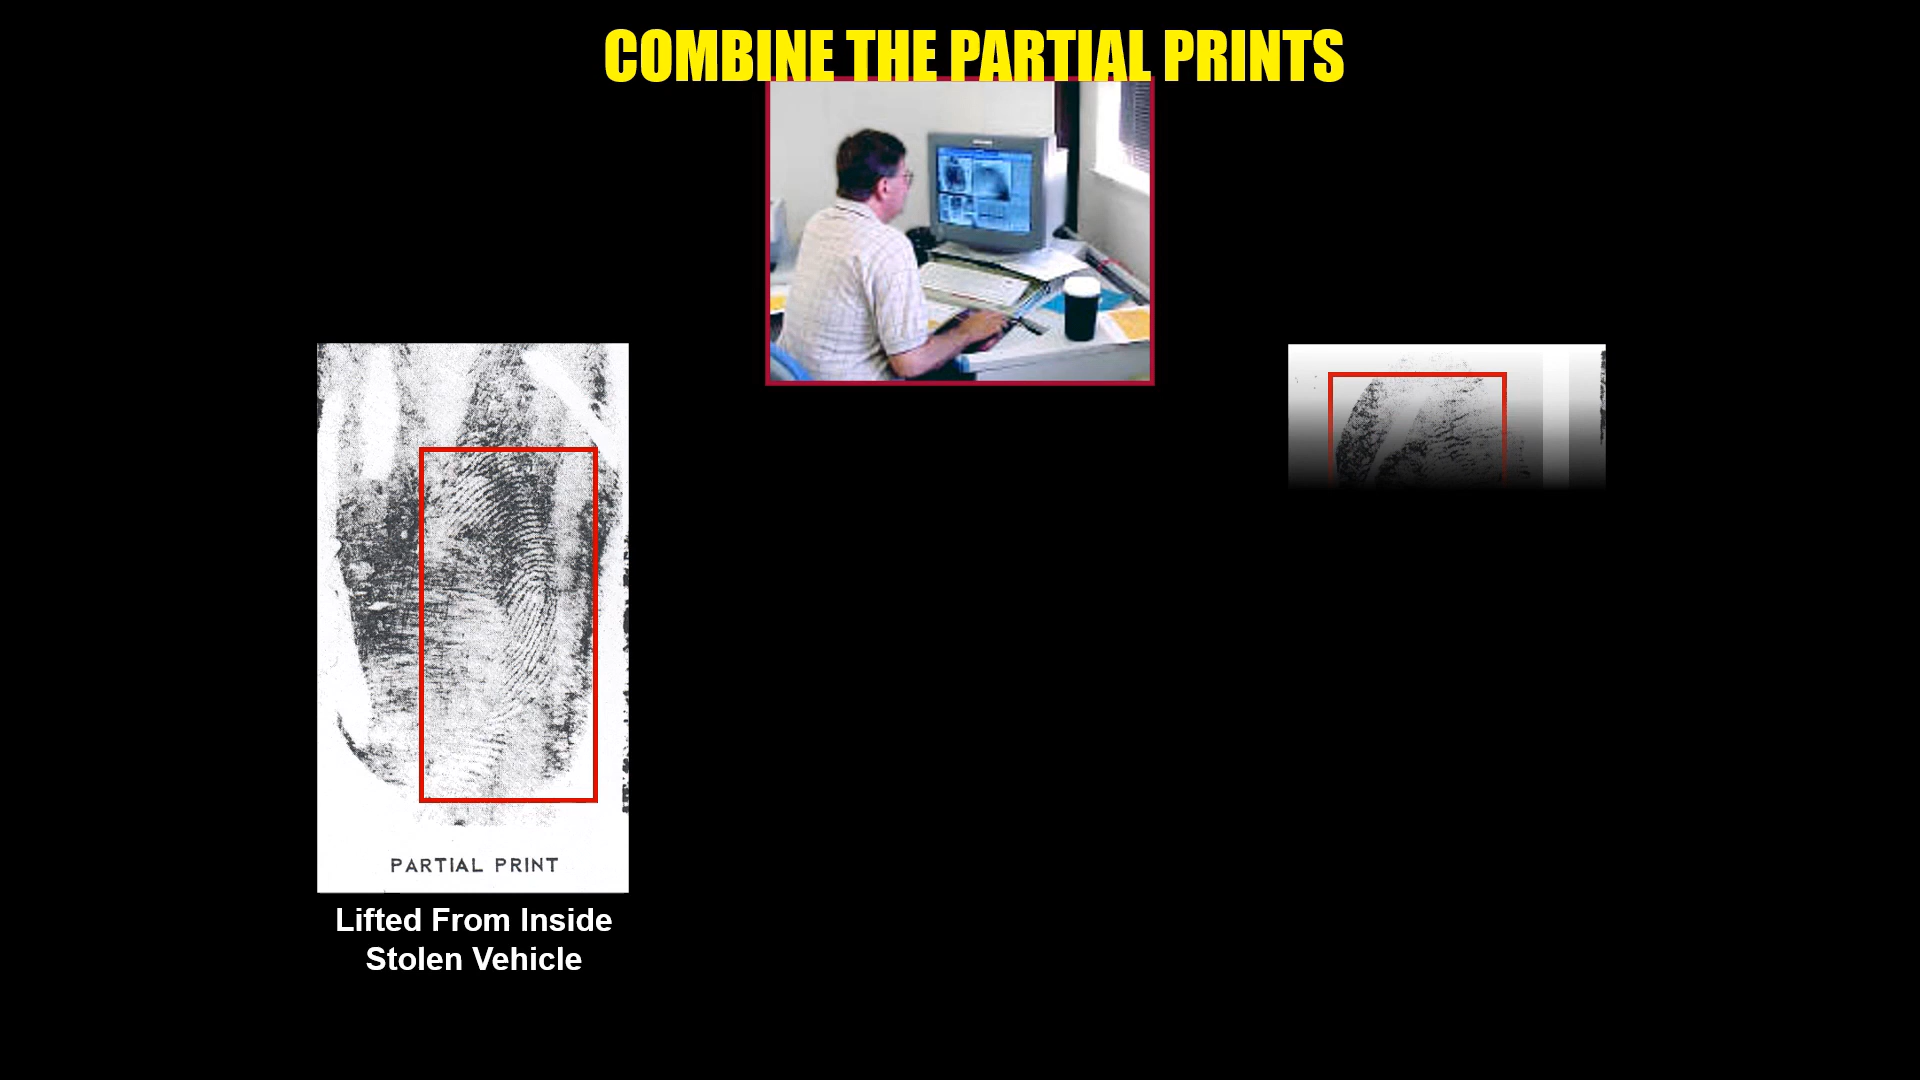 COMBINE THE PARTIAL PRINTS
PARTIAL PRINT
Lifted From Inside
Stolen Vehicle